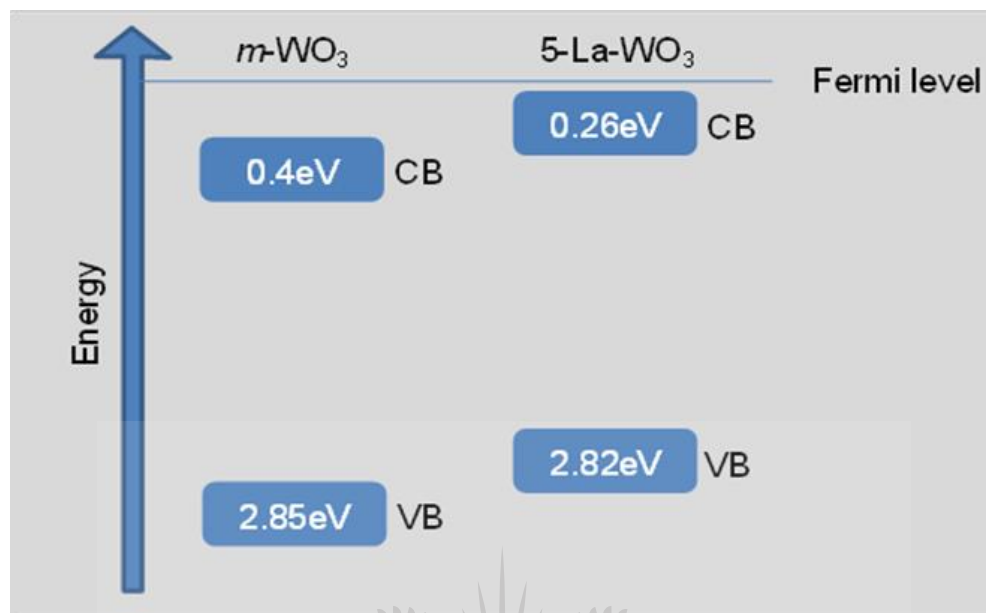 m-WO₃
5-La-WO₃
Fermi level
0.26eV CB
0.4eV CB
Energy
2.82eV VB
2.85eV VB